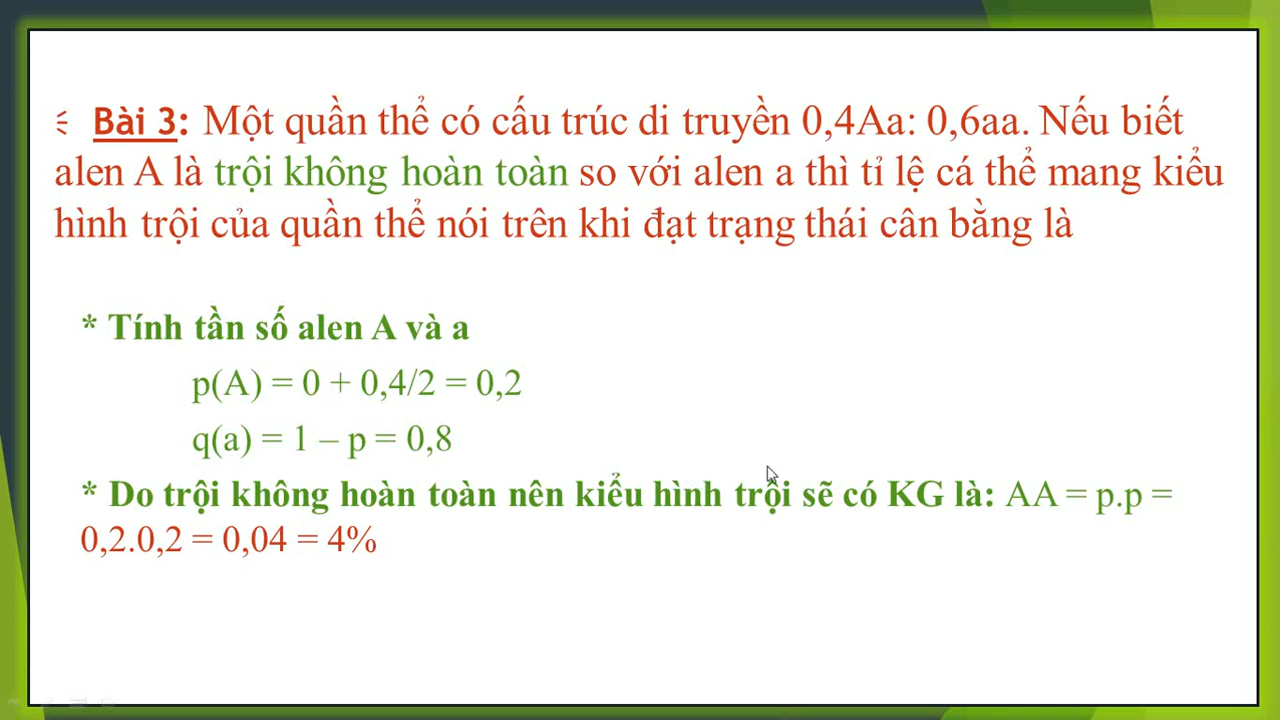 Bài 3: Một quần thể có cấu trúc di truyền 0,4Aa: 0,6aa. Nếu biết
alen A là trội không hoàn toàn so với alen a thì tỉ lệ cá thể mang kiểu
hình trội của quần thể nói trên khi đạt trạng thái cân bằng là
* Tính tần số alen A và a
p(A) = 0 + 0,4/2 = 0,2
q(a) = 1 – p = 0,8
* Do trội không hoàn toàn nên kiểu hình trội sẽ có KG là: AA = p.p =
0,2.0,2 = 0,04 = 4%